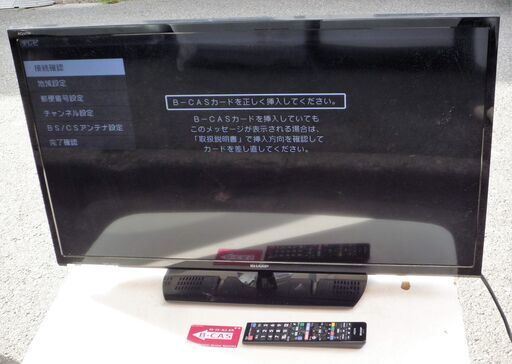 接続確認
地域設定
郵便番号設定
チャンネル設定
BS/CSアンテナ設定
完了確認
B-CASカードを正しく挿入してください。
B-CASカードを挿入していても
このメッセージが表示される場合は、
「取扱説明書」で挿入方向を確認して
カードを差し直してください。
SHARP
B-CAS